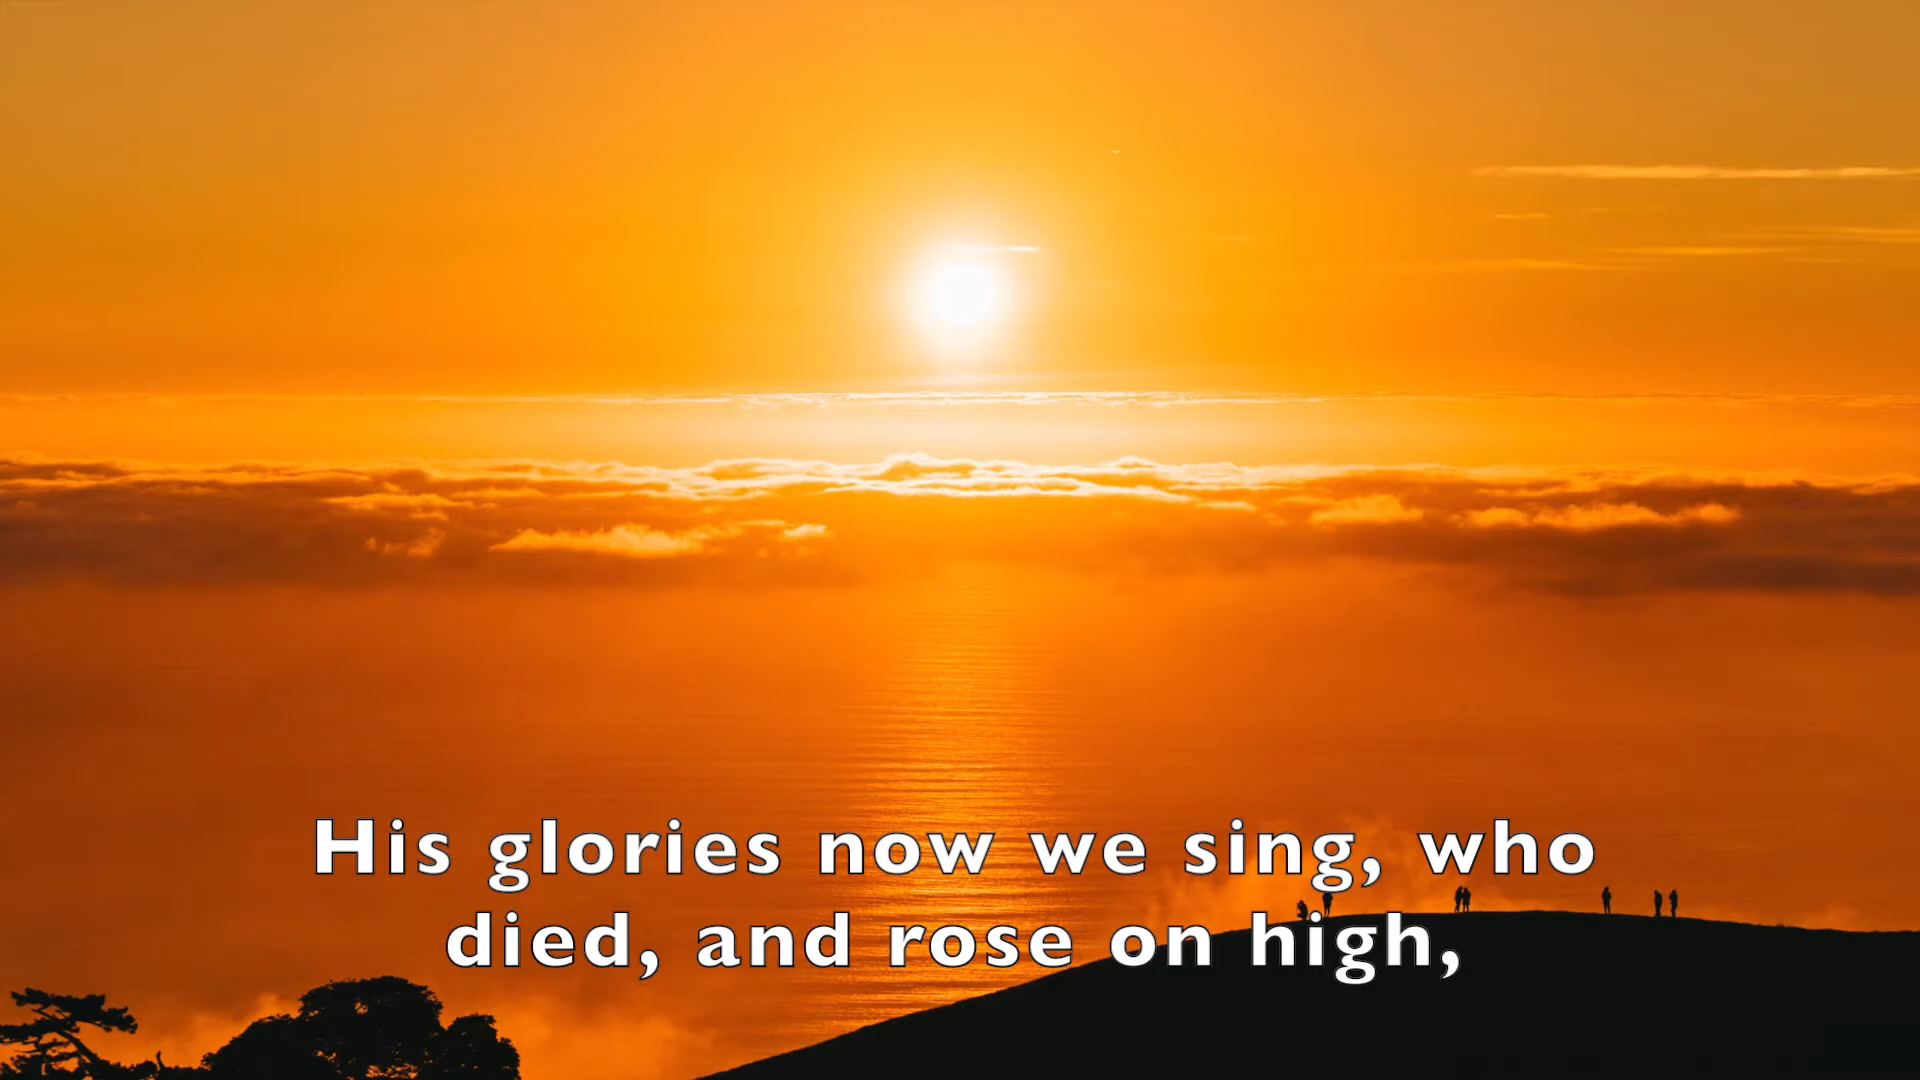 His glories now we sing, who
died, and rose on high,